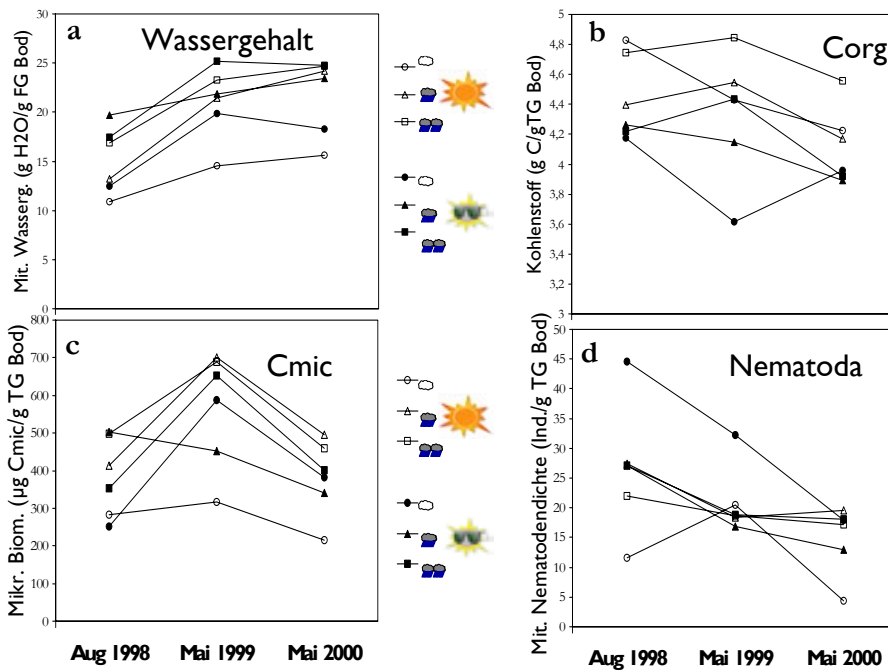 a
Wassergehalt
Mit. Wasserg. (g H2O/g FG Bod)
30
25
20
15
10
5
0
b
Corg
Kohlenstoff (g C/gTG Bod)
5
4,8
4,6
4,4
4,2
4
3,8
3,6
3,4
3,2
3
c
Cmic
Mikr. Biom. (µg Cmic/g TG Bod)
800
700
600
500
400
300
200
100
0
Aug 1998 Mai 1999 Mai 2000
d
Nematoda
Mit. Nematodendichte (Ind./g TG Bod)
50
45
40
35
30
25
20
15
10
5
0
Aug 1998 Mai 1999 Mai 2000